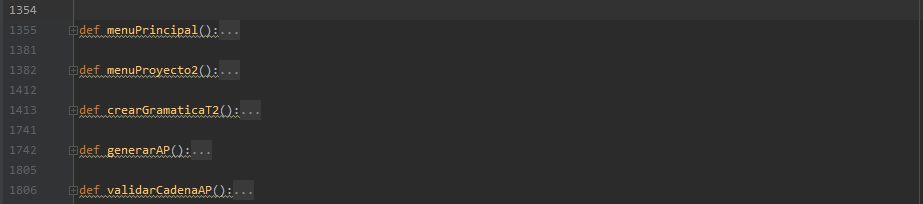 1354
1355 def menuPrincipal():...
1381
1382 def menuProyecto2():...
1412
1413 def crearGramaticaT2():...
1741
1742 def generarAP():...
1805
1806 def validarCadenaAP():...